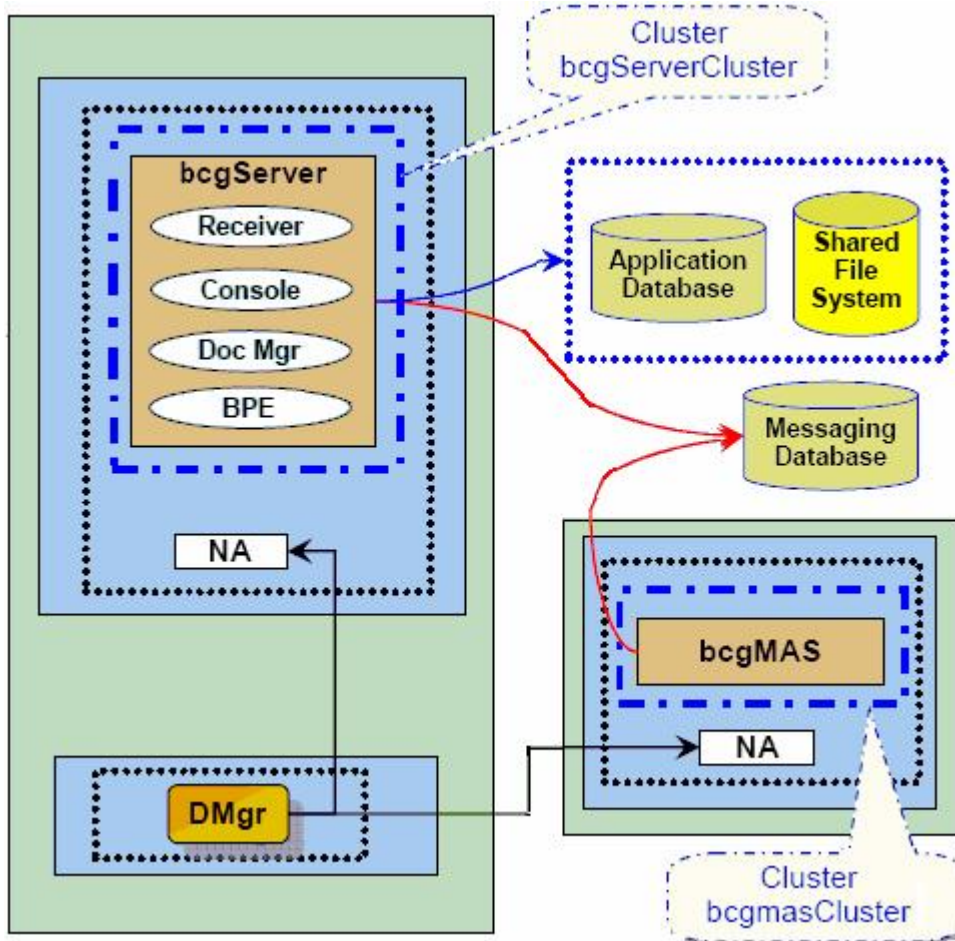 Cluster
bcgServerCluster
bcgServer
Receiver
Console
Doc Mgr
BPE
Application
Database
Shared
File
System
Messaging
Database
NA
bcgMAS
NA
DMgr
Cluster
bcgmasCluster